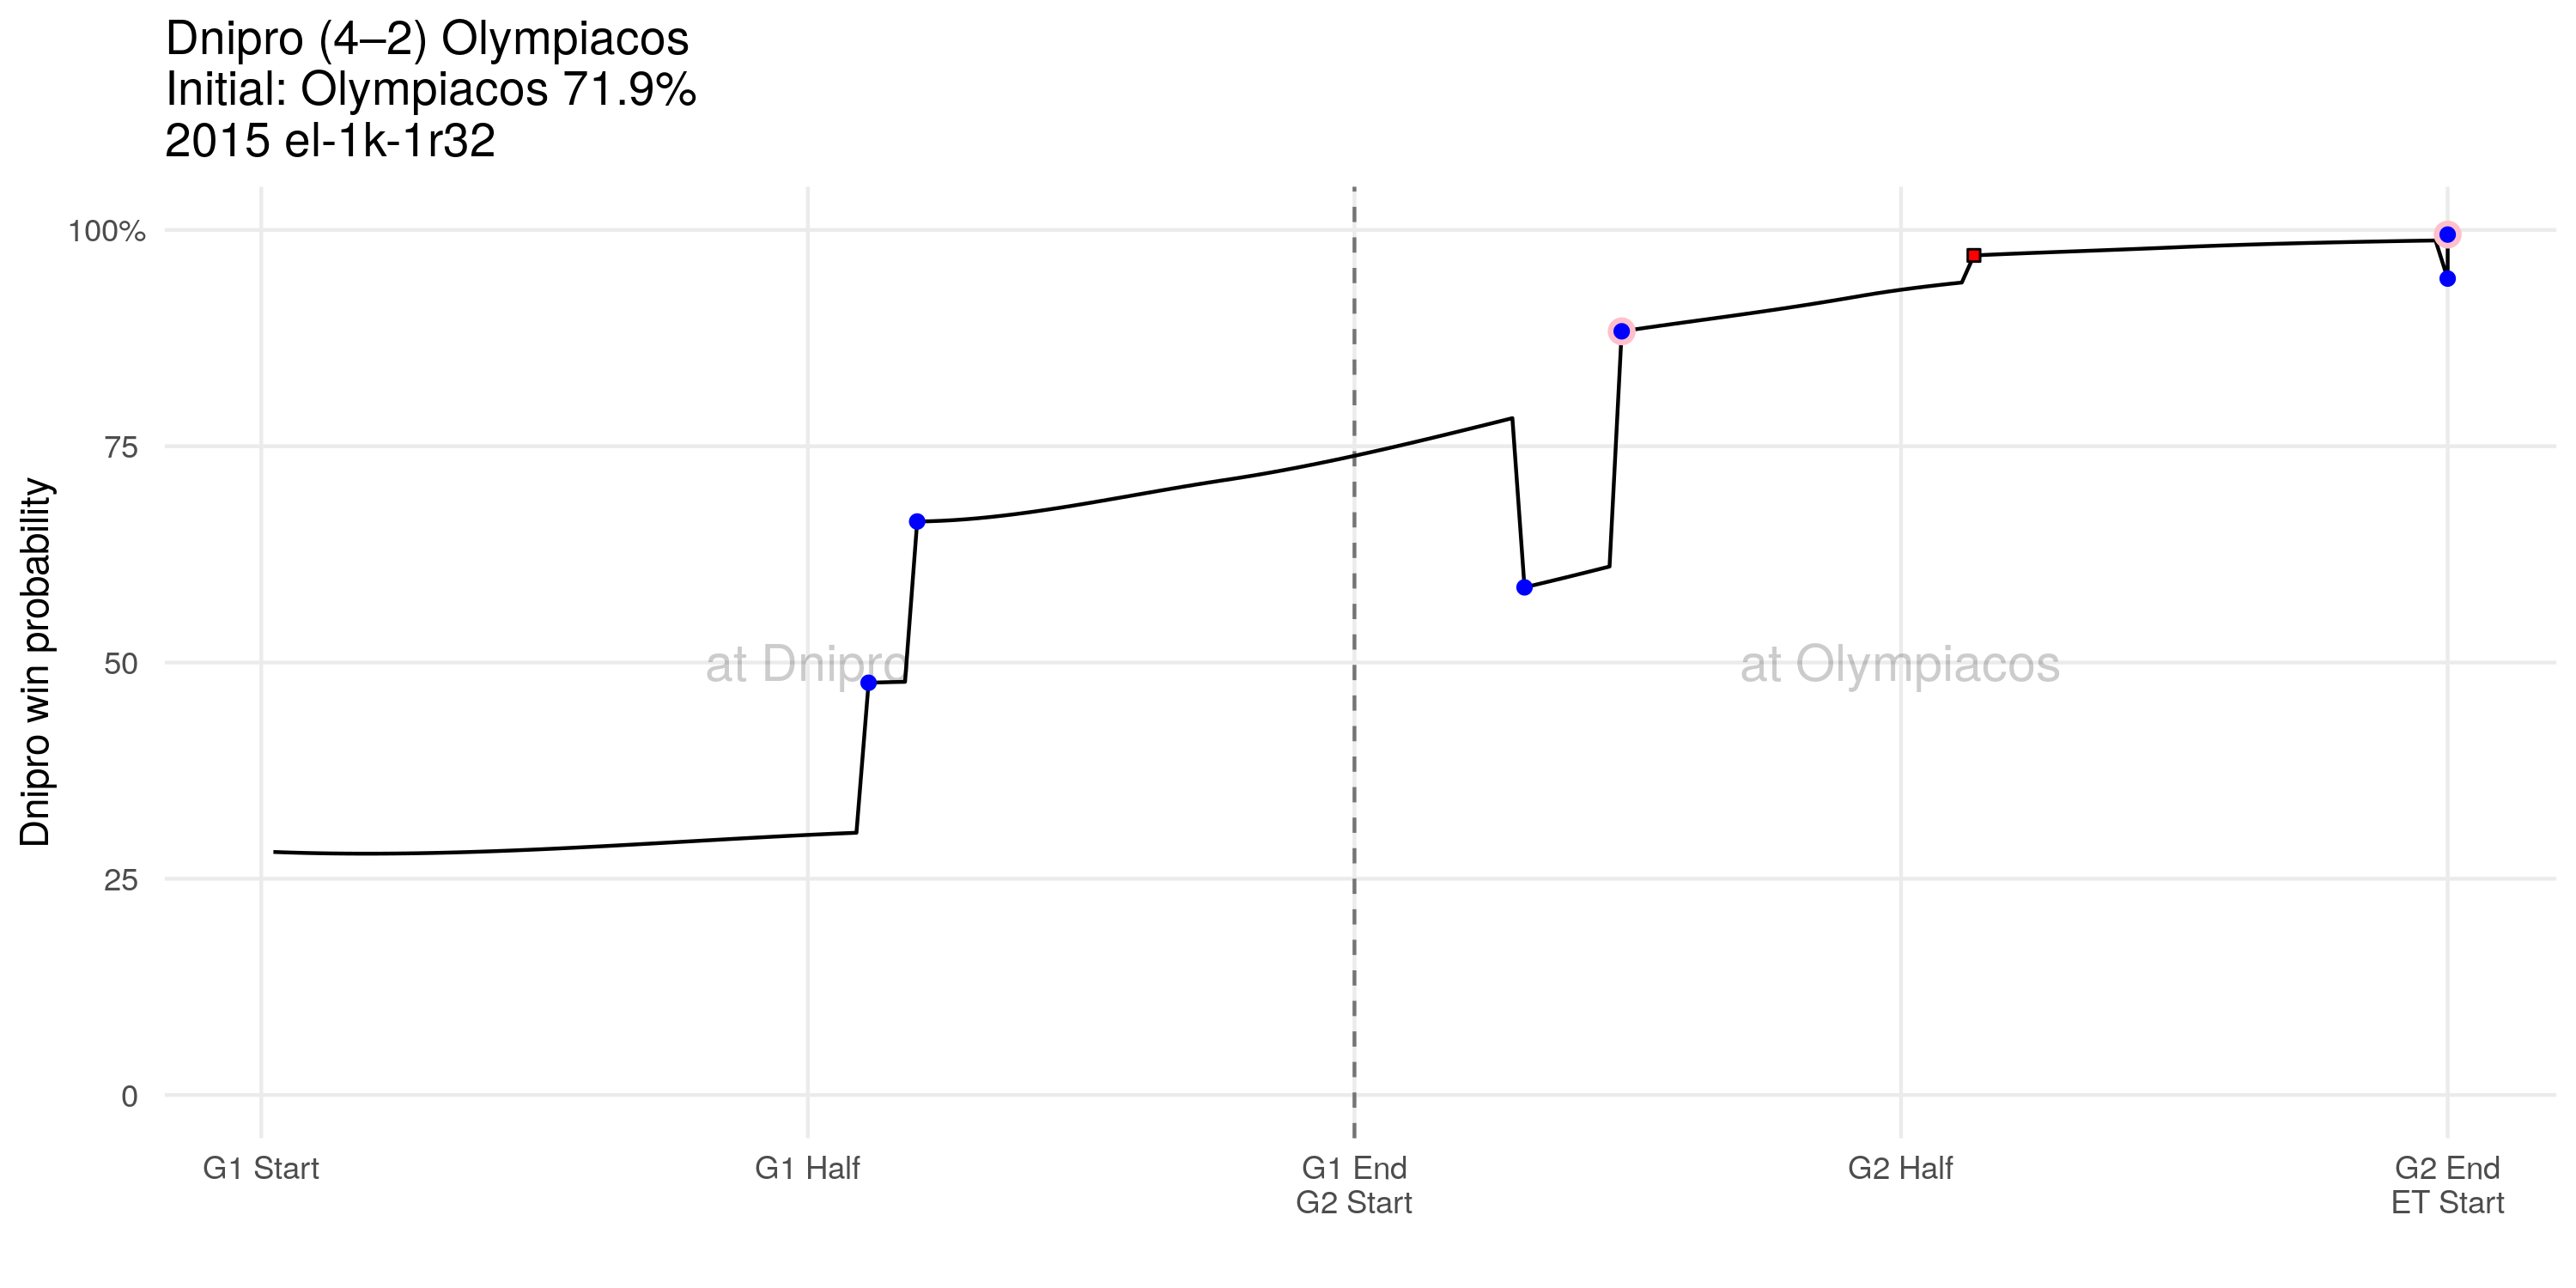 Dnipro (4–2) Olympiacos
Initial: Olympiacos 71.9%
2015 el-1k-1r32
Dnipro win probability
100%
75
50
25
0
at Dnipro
at Olympiacos
G1 Start
G1 Half
G1 End
G2 Start
G2 Half
G2 End
ET Start